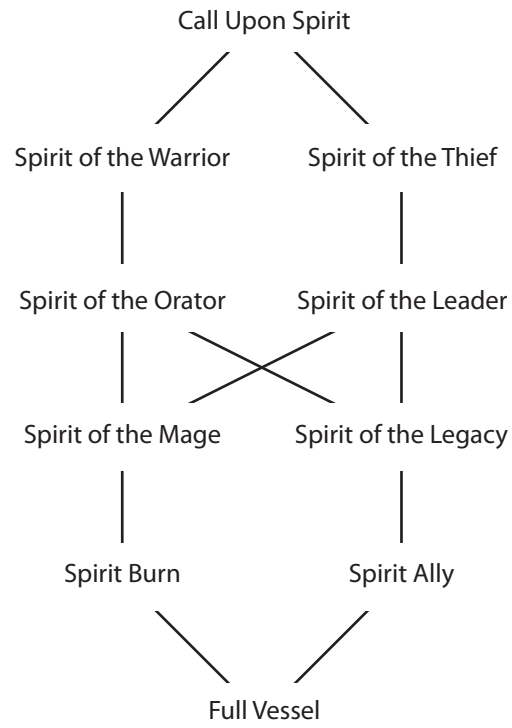 Call Upon Spirit
Spirit of the Warrior
Spirit of the Thief
Spirit of the Orator
Spirit of the Leader
Spirit of the Mage
Spirit of the Legacy
Spirit Burn
Spirit Ally
Full Vessel